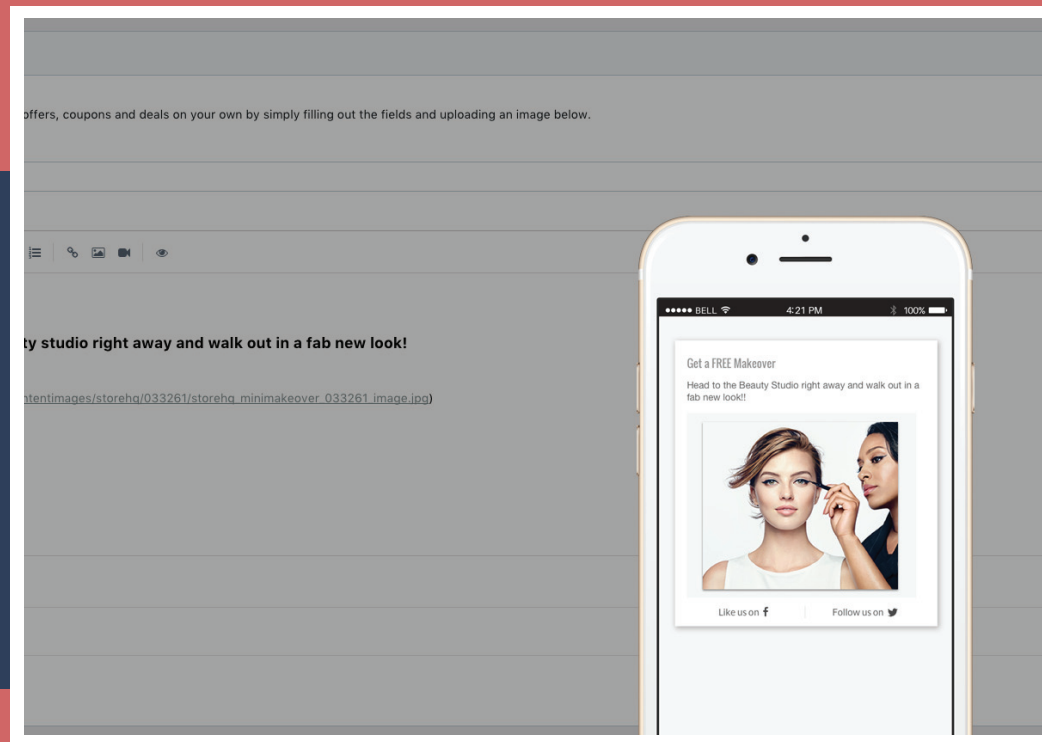 offers, coupons and deals on your own by simply filling out the fields and uploading an image below.
ty studio right away and walk out in a fab new look!
ntentimages/storehq/033261/storehq_minimakeover_033261_image.jpg)
BELL 4:21 PM 100%
Get a FREE Makeover
Head to the Beauty Studio right away and walk out in a
fab new look!!
Like us on f Follow us on